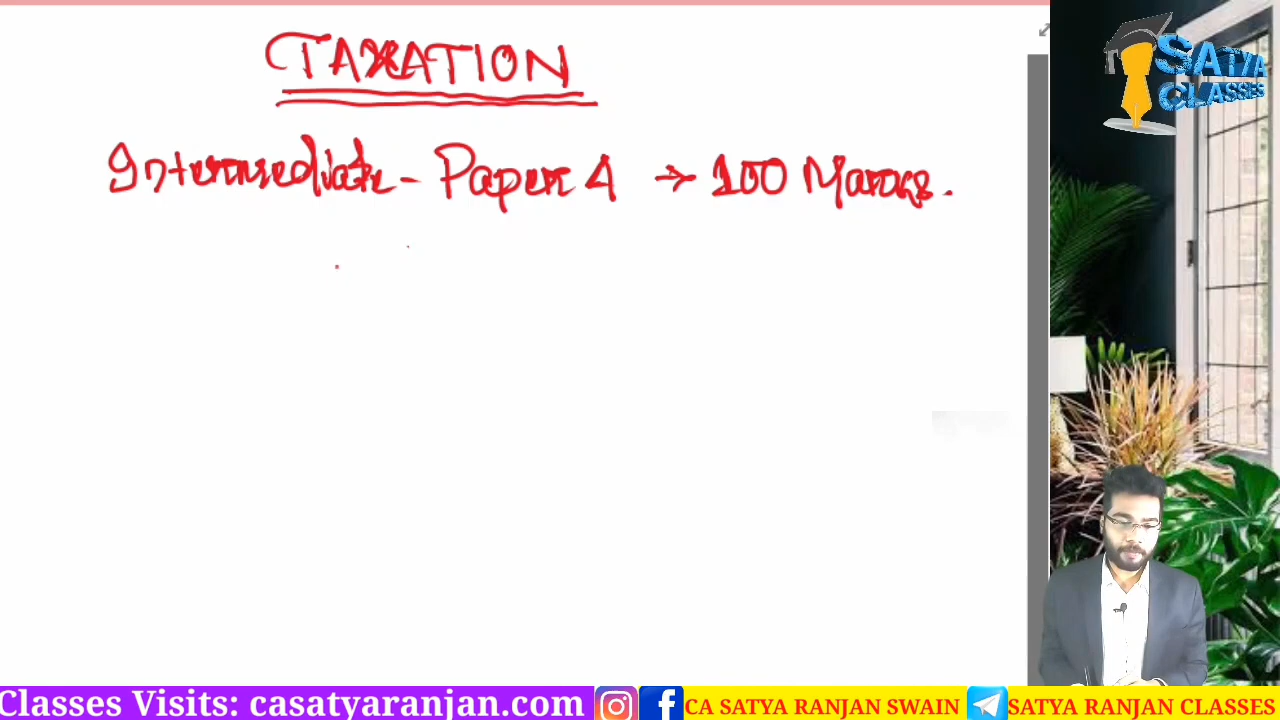 TAXATION
Intermediate - Paper 4 → 100 Marks.
SATYA
CLASSES
Classes Visits: casatyaranjan.com
CA SATYA RANJAN SWAIN
SATYA RANJAN CLASSES